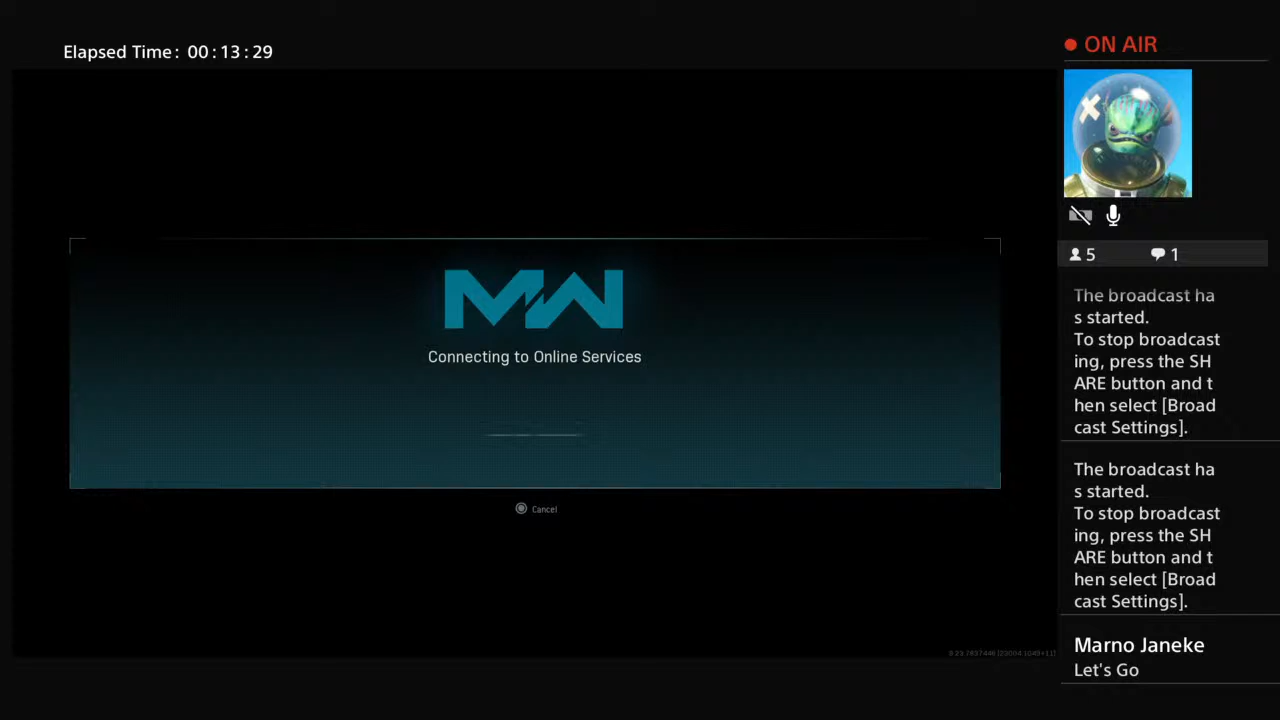 Elapsed Time: 00:13:29
ON AIR
5
1
The broadcast ha
s started.
To stop broadcast
ing, press the SH
ARE button and t
hen select [Broad
cast Settings].
The broadcast ha
s started.
To stop broadcast
ing, press the SH
ARE button and t
hen select [Broad
cast Settings].
Marno Janeke
Let's Go
MW
Connecting to Online Services
Cancel